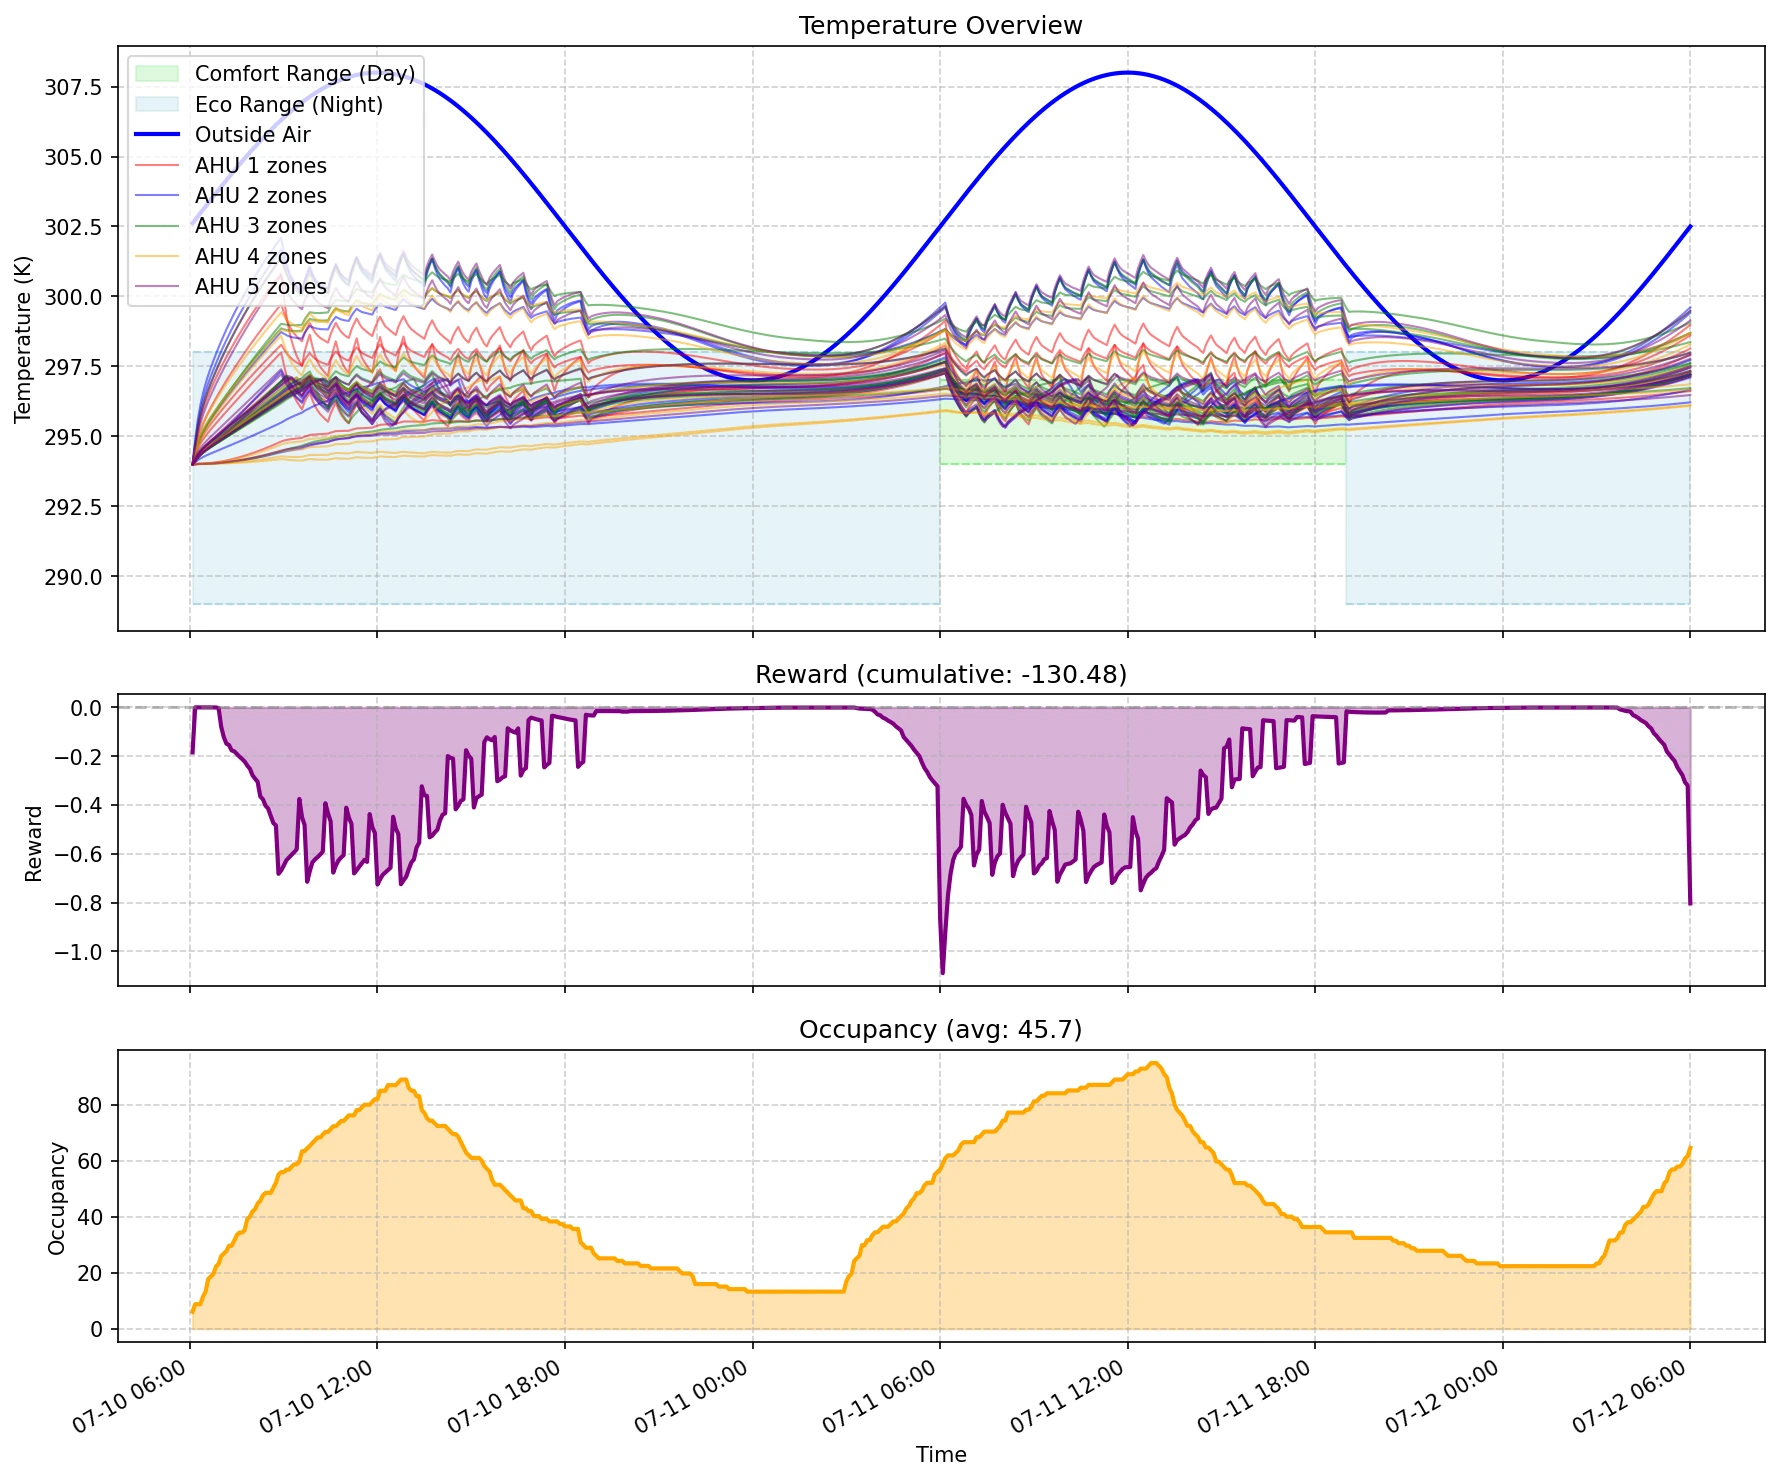 Temperature Overview
Comfort Range (Day)
Eco Range (Night)
Outside Air
AHU 1 zones
AHU 2 zones
AHU 3 zones
AHU 4 zones
AHU 5 zones
Temperature (K)
307.5
305.0
302.5
300.0
297.5
295.0
292.5
290.0
Reward (cumulative: -130.48)
Reward
0.0
−0.2
−0.4
−0.6
−0.8
−1.0
Occupancy (avg: 45.7)
Occupancy
80
60
40
20
0
07-10 06:00
07-10 12:00
07-10 18:00
07-11 00:00
07-11 06:00
07-11 12:00
07-11 18:00
07-12 00:00
07-12 06:00
Time